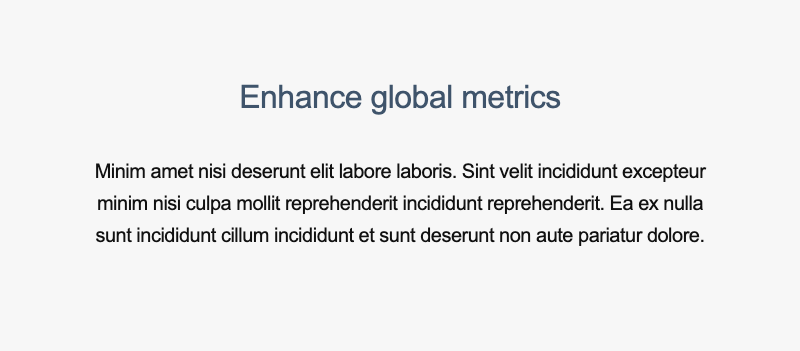 Enhance global metrics
Minim amet nisi deserunt elit labore laboris. Sint velit incididunt excepteur
minim nisi culpa mollit reprehenderit incididunt reprehenderit. Ea ex nulla
sunt incididunt cillum incididunt et sunt deserunt non aute pariatur dolore.